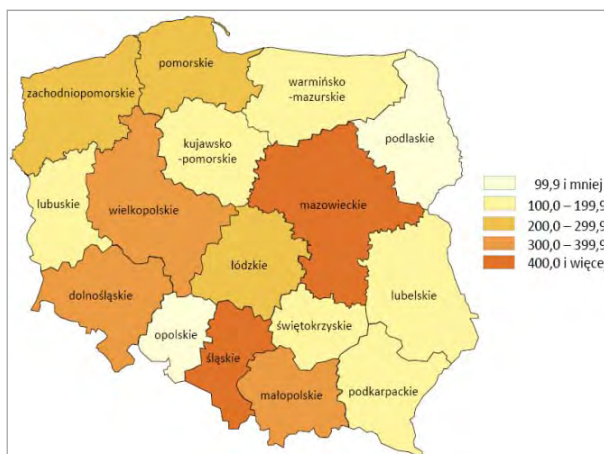 pomorskie
zachodniopomorskie
warmińsko
-mazurskie
podlaskie
kujawsko
-pomorskie
lubuskie
wielkopolskie
mazowieckie
łódzkie
dolnośląskie
lubelskie
opolskie
świętokrzyskie
śląskie
małopolskie
podkarpackie
99,9 i mniej
100,0 – 199,9
200,0 – 299,9
300,0 – 399,9
400,0 i więce